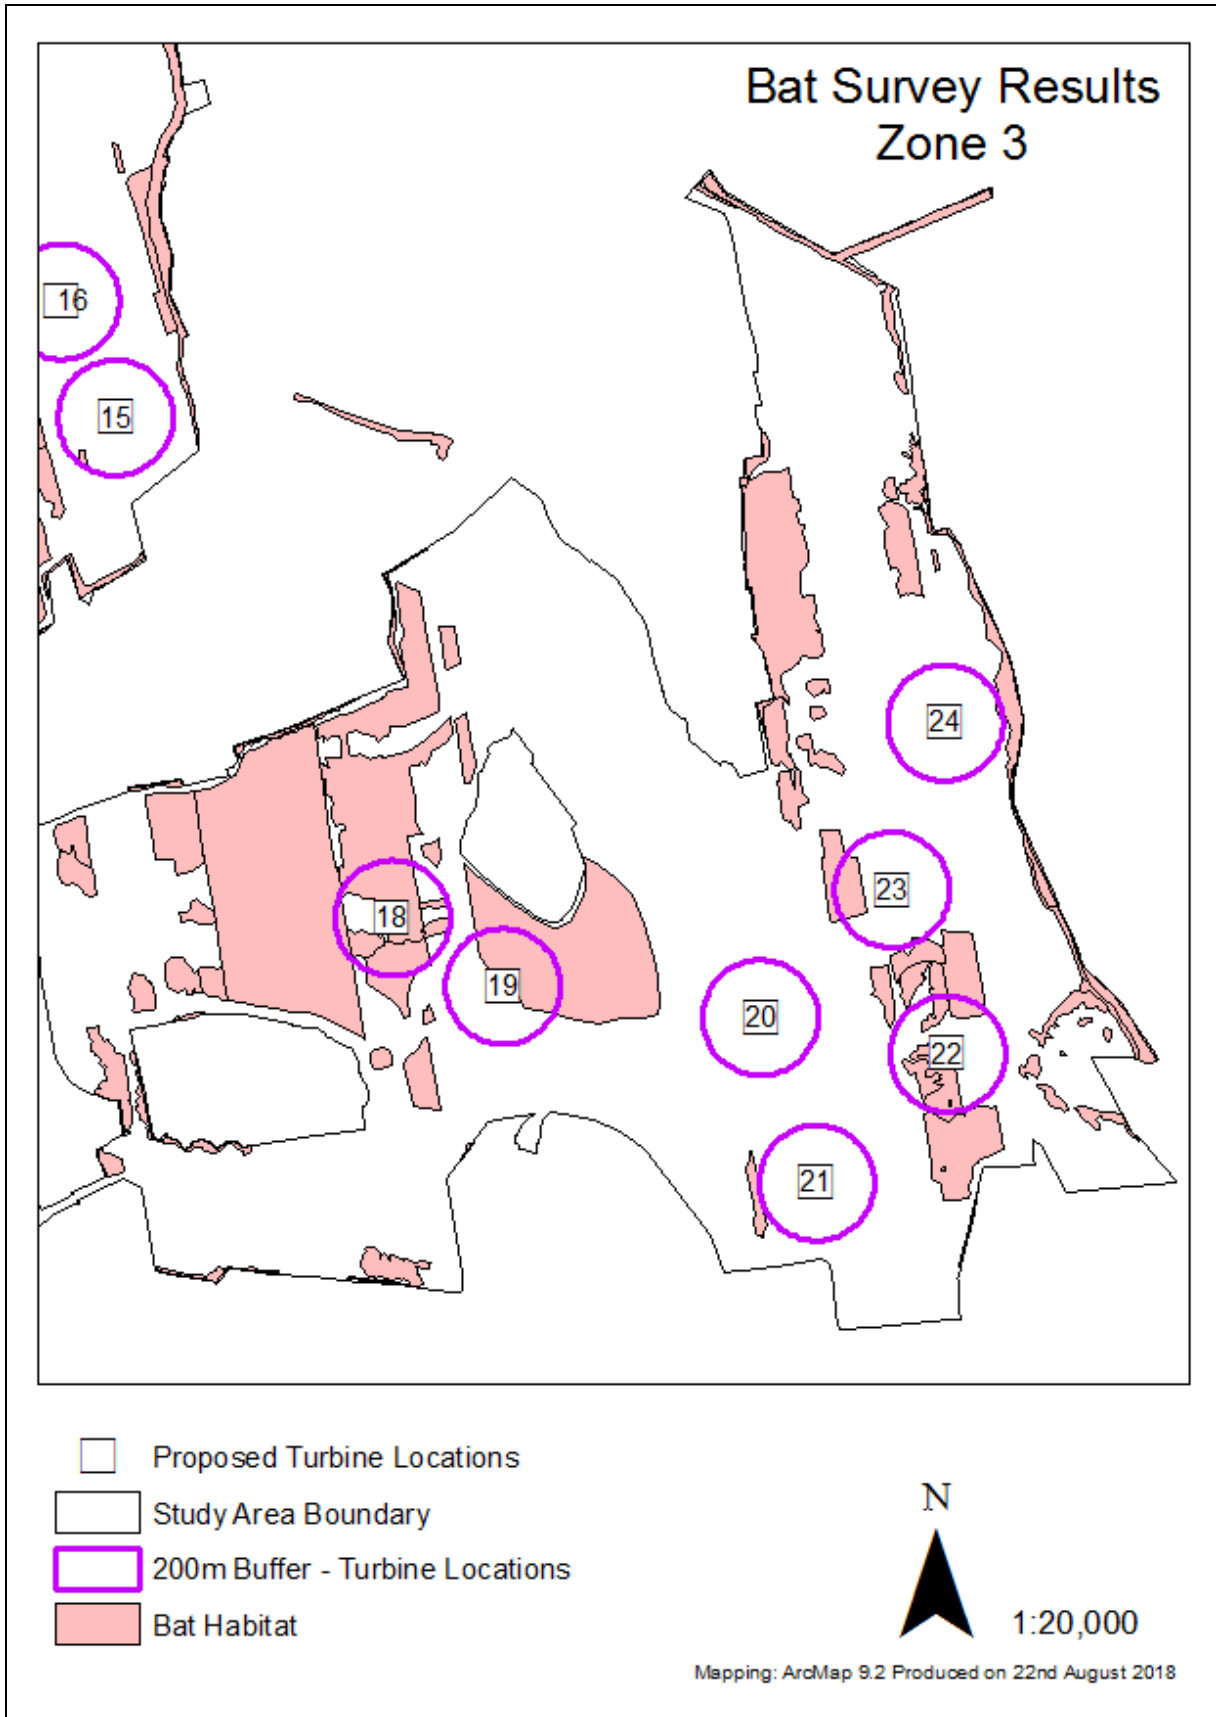 Bat Survey Results
Zone 3
16
15
24
23
18
19
20
22
21
Proposed Turbine Locations
Study Area Boundary
200m Buffer - Turbine Locations
Bat Habitat
N
1:20,000
Mapping: ArcMap 9.2 Produced on 22nd August 2018